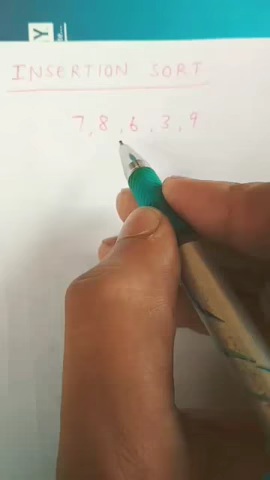 INSERTION SORT
7, 8, 6, 3, 9